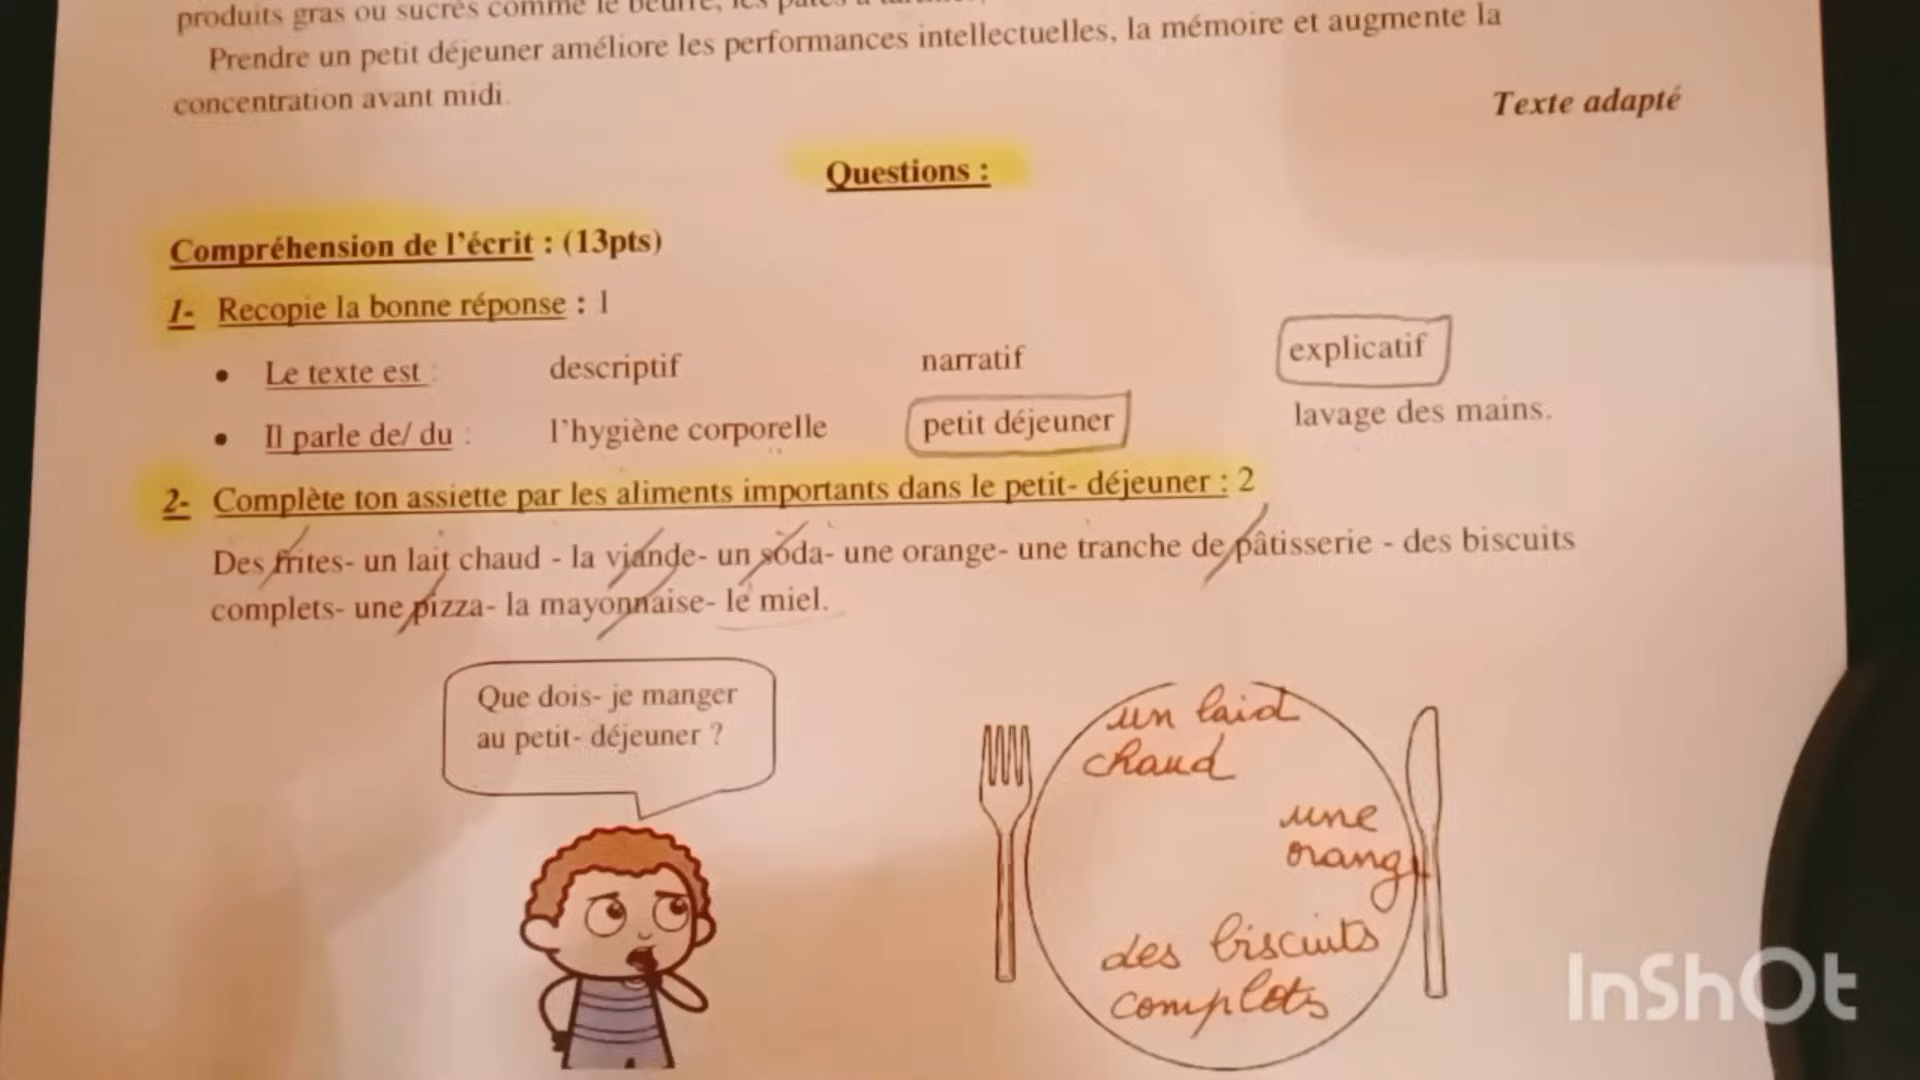 produits gras ou sucrés comme le beurre, les pâtes à
Prendre un petit déjeuner améliore les performances intellectuelles, la mémoire et augmente la
concentration avant midi.
Texte adapté
Questions :
Compréhension de l'écrit : (13pts)
1- Recopie la bonne réponse : 1
• Le texte est : descriptif narratif explicatif
• Il parle de/ du : l'hygiène corporelle petit déjeuner lavage des mains.
2- Complète ton assiette par les aliments importants dans le petit- déjeuner : 2
Des frites- un lait chaud - la viande- un soda- une orange- une tranche de pâtisserie - des biscuits
complets- une pizza- la mayonnaise- le miel.
Que dois- je manger
au petit- déjeuner ?
un laid
chaud
une
orang
des biscuits
complots
InShOt